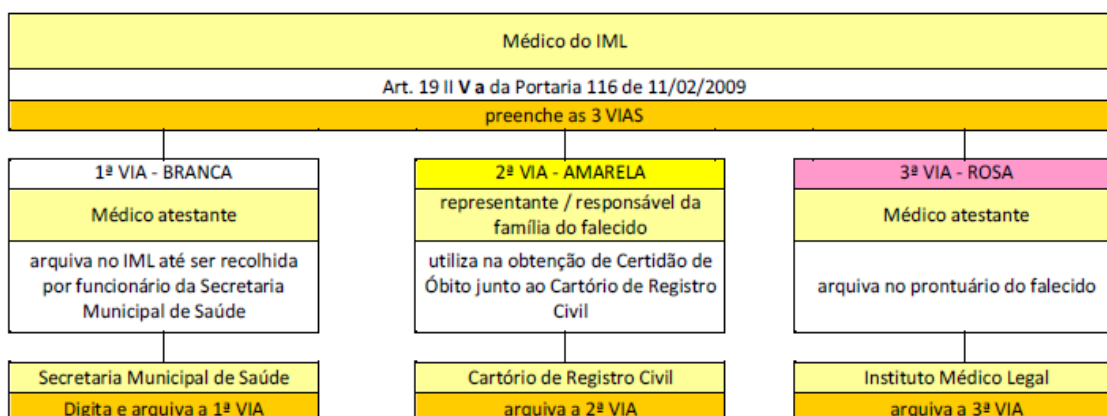 Médico do IML
Art. 19 II V a da Portaria 116 de 11/02/2009
preenche as 3 VIAS
1ª VIA - BRANCA
Médico atestante
arquiva no IML até ser recolhida
por funcionário da Secretaria
Municipal de Saúde
Secretaria Municipal de Saúde
Digita e arquiva a 1ª VIA
2ª VIA - AMARELA
representante / responsável da
família do falecido
utiliza na obtenção de Certidão de
Óbito junto ao Cartório de Registro
Civil
Cartório de Registro Civil
arquiva a 2ª VIA
3ª VIA - ROSA
Médico atestante
arquiva no prontuário do falecido
Instituto Médico Legal
arquiva a 3ª VIA